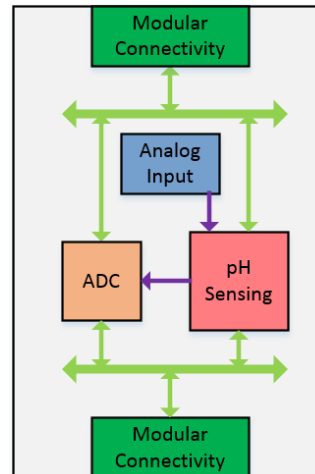 Modular
Connectivity
Analog
Input
ADC
pH
Sensing
Modular
Connectivity